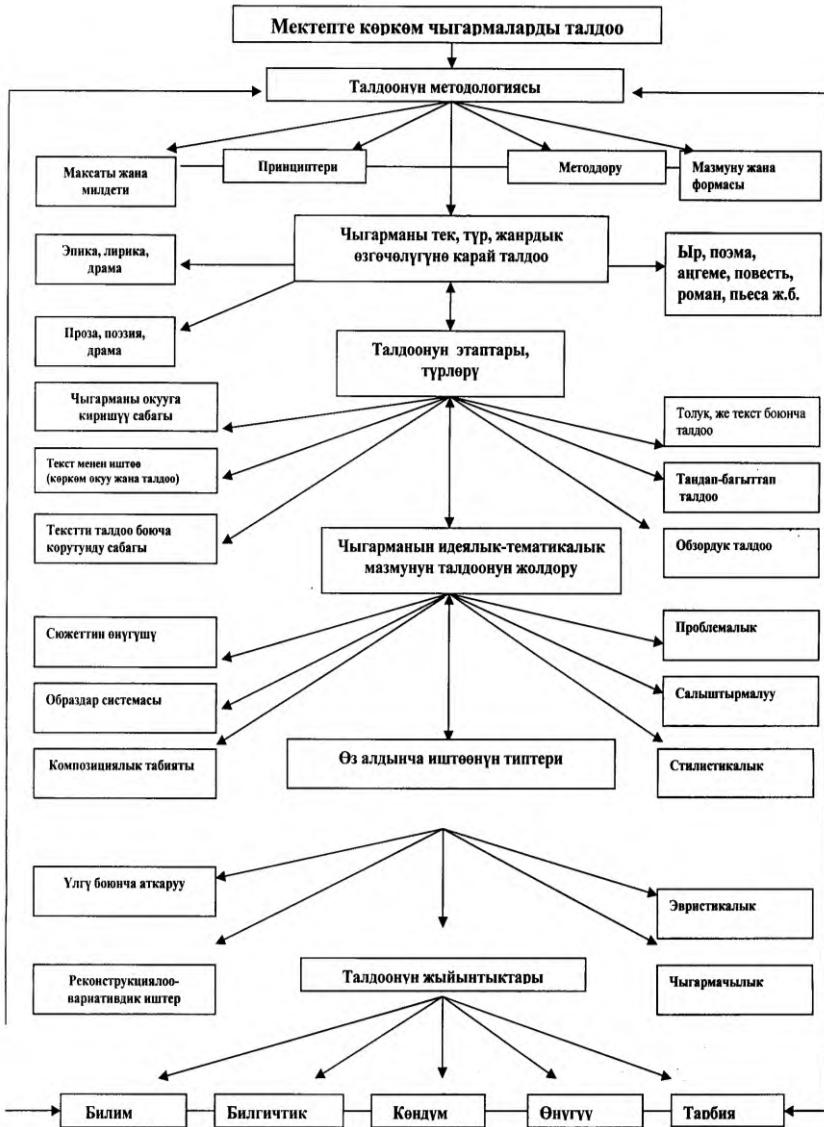 Мектепте көркөм чыгармаларды талдоо
Талдоонун методологиясы
Максаты жана
милдети
Принциптери
Методдору
Мазмуну жана
формасы
Чыгарманы тек, түр, жанрдык
өзгөчөлүгүнө карай талдоо
Эпика, лирика,
драма
Ыр, поэма,
аңгеме, повесть,
роман, пьеса ж.б.
Проза, поэзия,
драма
Талдоонун этаптары,
түрлөрү
Чыгарманы окууга
киришүү сабагы
Толук, же текст боюнча
талдоо
Текст менен иштөө
(көркөм окуу жана талдоо)
Тандап-багыттап
талдоо
Текстти талдоо боюча
корутунду сабагы
Обзордук талдоо
Чыгарманын идеялык-тематикалык
мазмунун талдоонун жолдору
Сюжеттин өнүгүшү
Проблемалык
Образдар системасы
Салыштырмалуу
Композициялык табияты
Өз алдынча иштөөнүн типтери
Стилистикалык
Үлгү боюнча аткаруу
Эвристикалык
Реконструкциялоо-
вариативдик иштер
Талдоонун жыйынтыктары
Чыгармачылык
Билим
Билгичтик
Көндүм
Өнүгүү
Тарбия